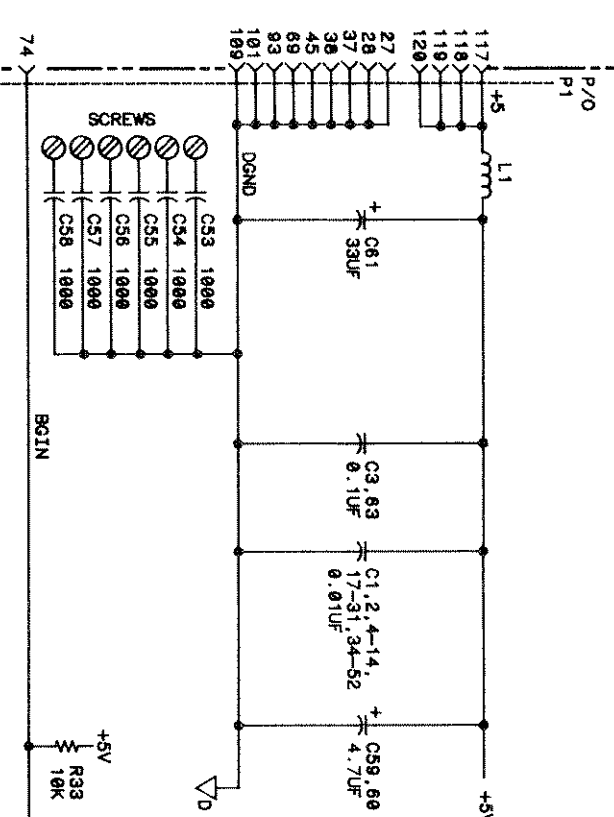 P/O
P1
117
118
119
120
27
28
37
38
45
69
93
101
109
74
+5
L1
DGND
C61
33UF
SCREWS
C53 1000
C54 1000
C55 1000
C56 1000
C57 1000
C58 1000
BGIN
C3,63
0.1UF
C1,2,4-14,
17-31,34-52
0.01UF
C59,60
4.7UF
+5V
D
+5V
R33
10K